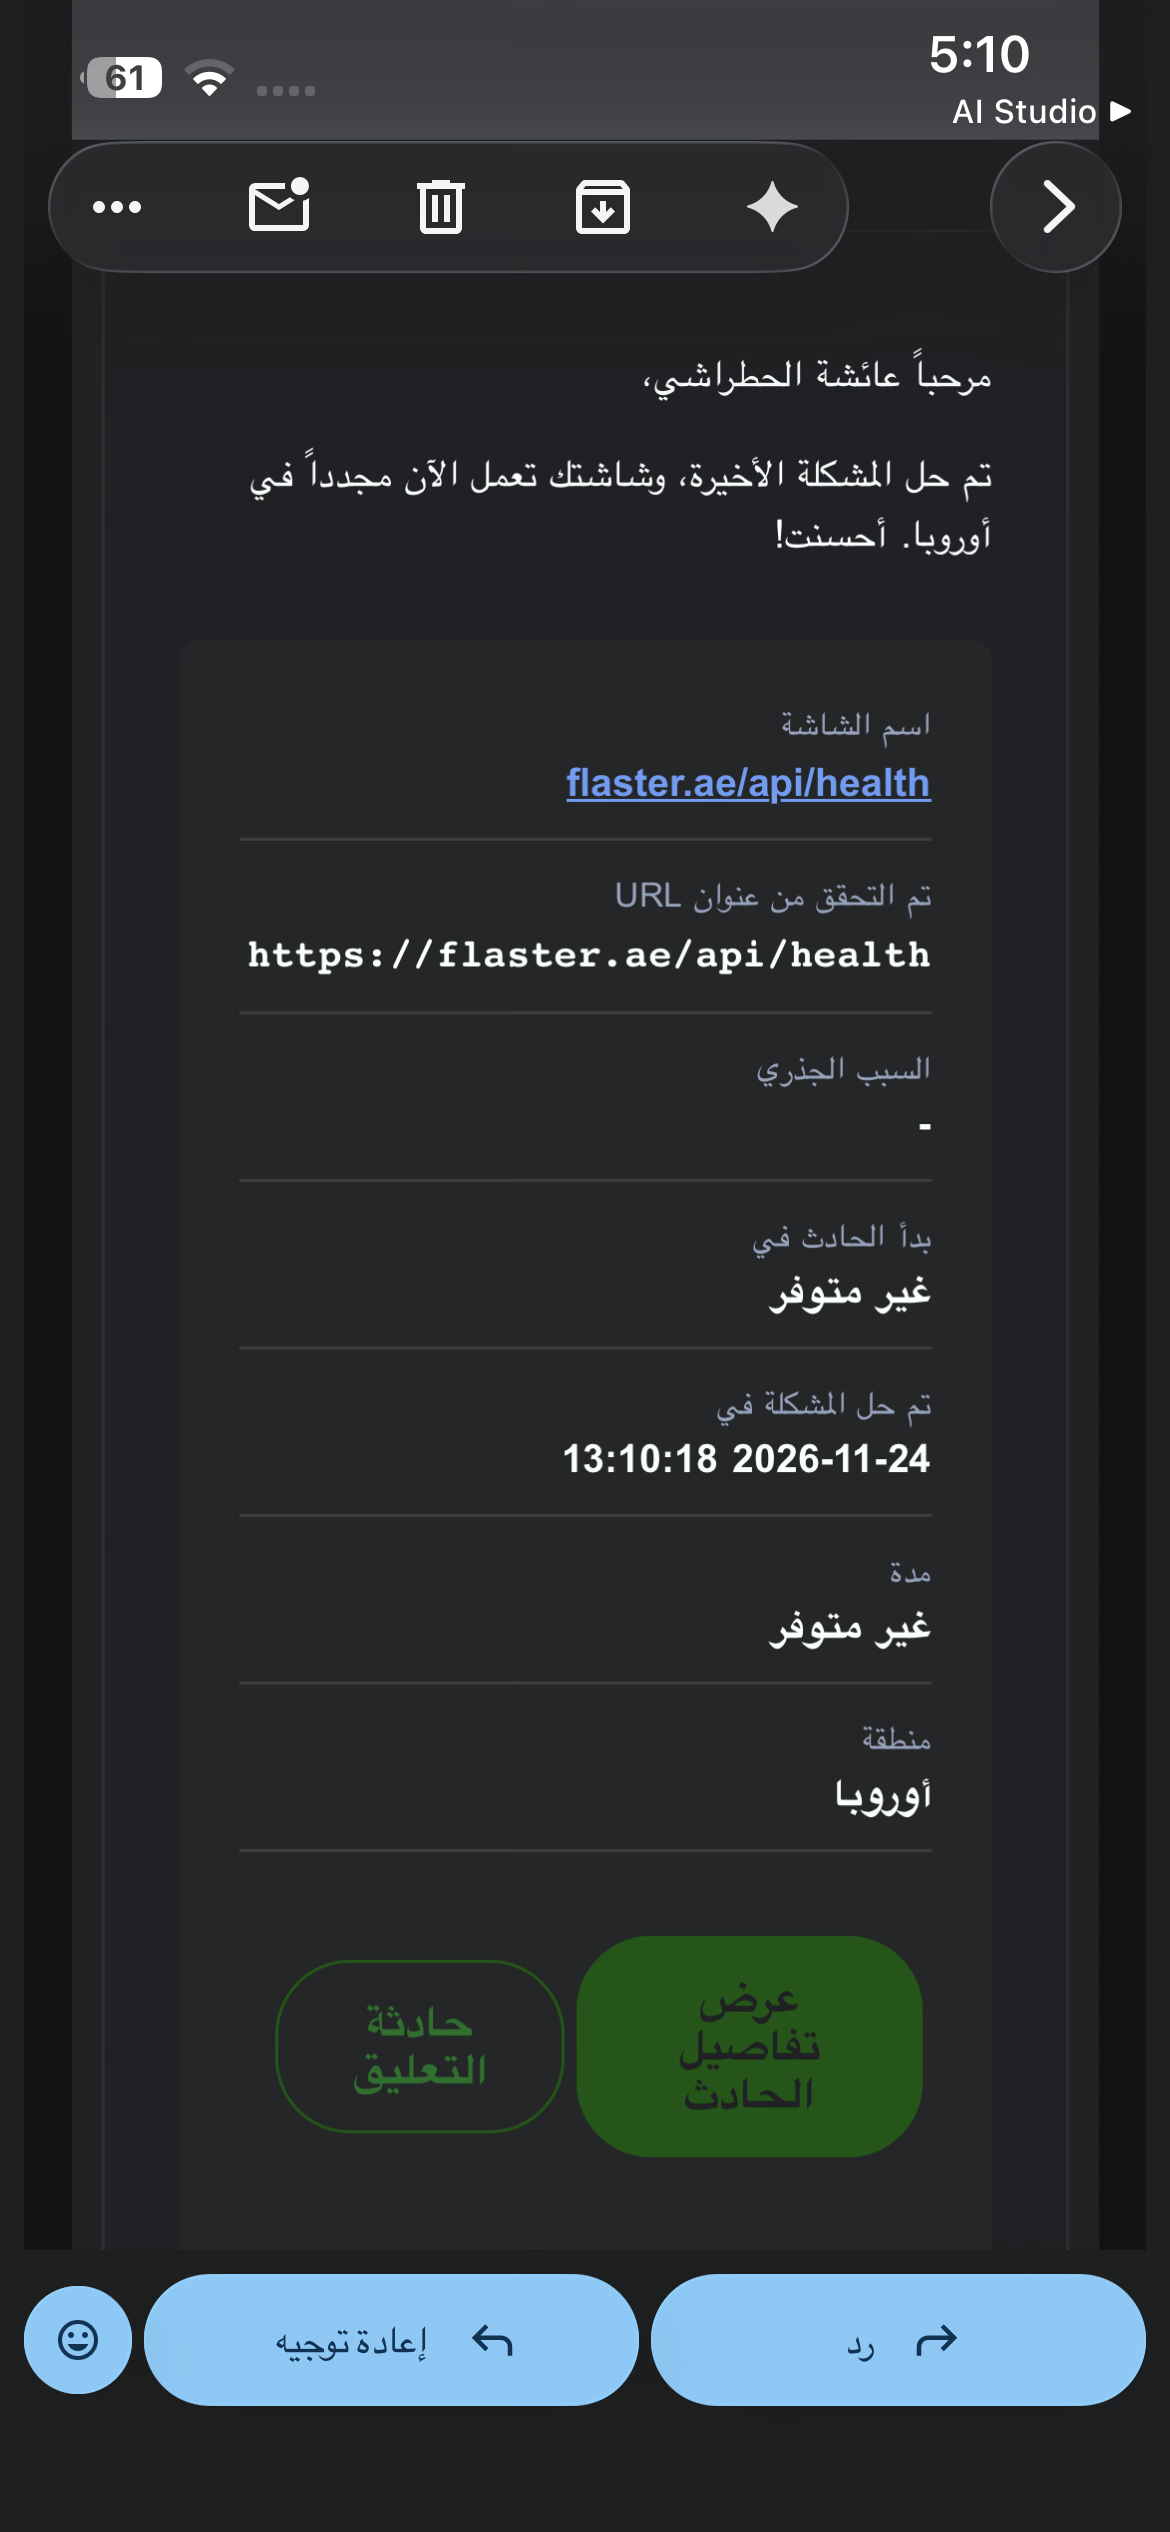 5:10
61
AI Studio
مرحباً عائشة الحطراشي،
تم حل المشكلة الأخيرة، وشاشتك تعمل الآن مجدداً في
أوروبا. أحسنت!
اسم الشاشة
flaster.ae/api/health
تم التحقق من عنوان URL
https://flaster.ae/api/health
السبب الجذري
-
بدأ الحادث في
غير متوفر
تم حل المشكلة في
13:10:18 2026-11-24
مدة
غير متوفر
منطقة
أوروبا
عرض
تفاصيل
الحادث
حادثة
التعليق
رد
إعادة توجيه